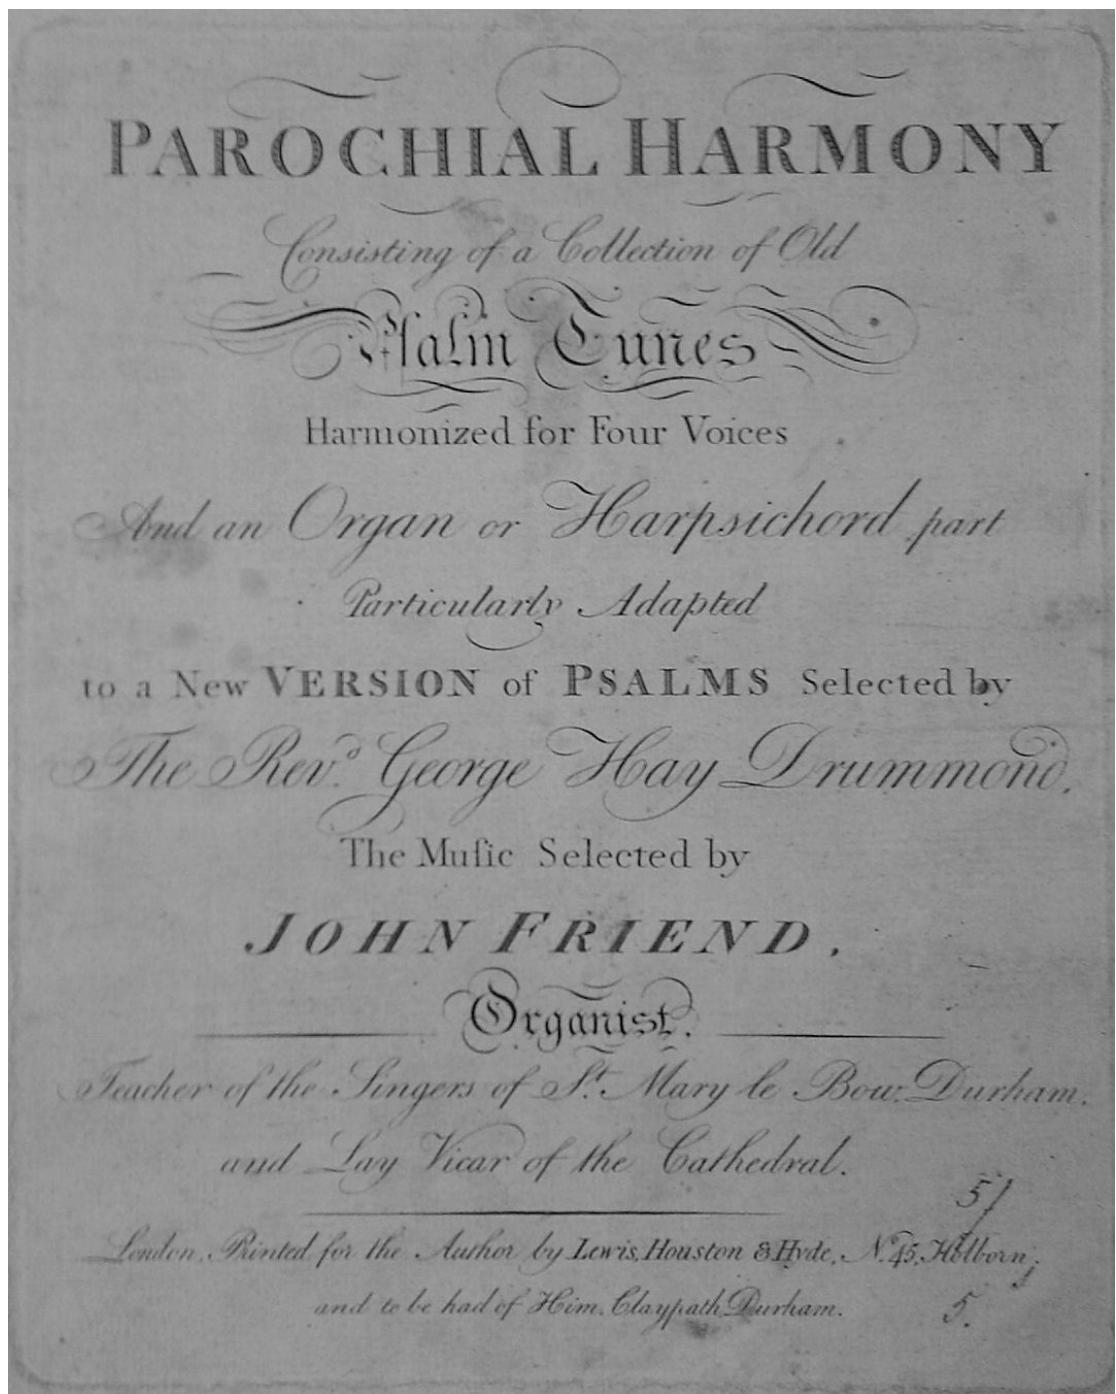 PAROCHIAL HARMONY
Consisting of a Collection of Old
Psalm Tunes
Harmonized for Four Voices
And an Organ or Harpsichord part
Particularly Adapted
to a New VERSION of PSALMS Selected by
The Revd. George Hay Drummond.
The Muſic Selected by
JOHN FRIEND.
Organist.
Teacher of the Singers of St. Mary le Bow. Durham.
and Lay Vicar of the Cathedral.
5/
London. Printed for the Author by Lewis, Houston & Hyde, No. 45, Holborn;
and to be had of Him. Claypath, Durham.
5.